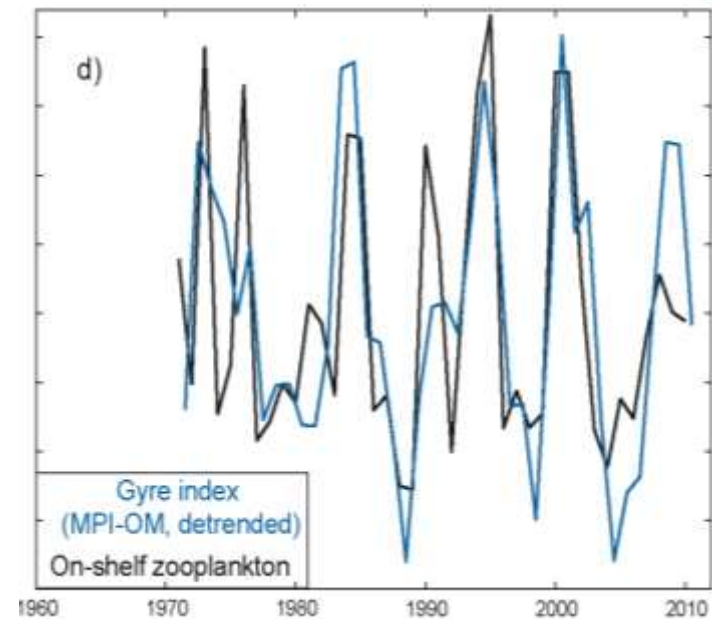 d)
Gyre index
(MPI-OM, detrended)
On-shelf zooplankton
1960 1970 1980 1990 2000 2010